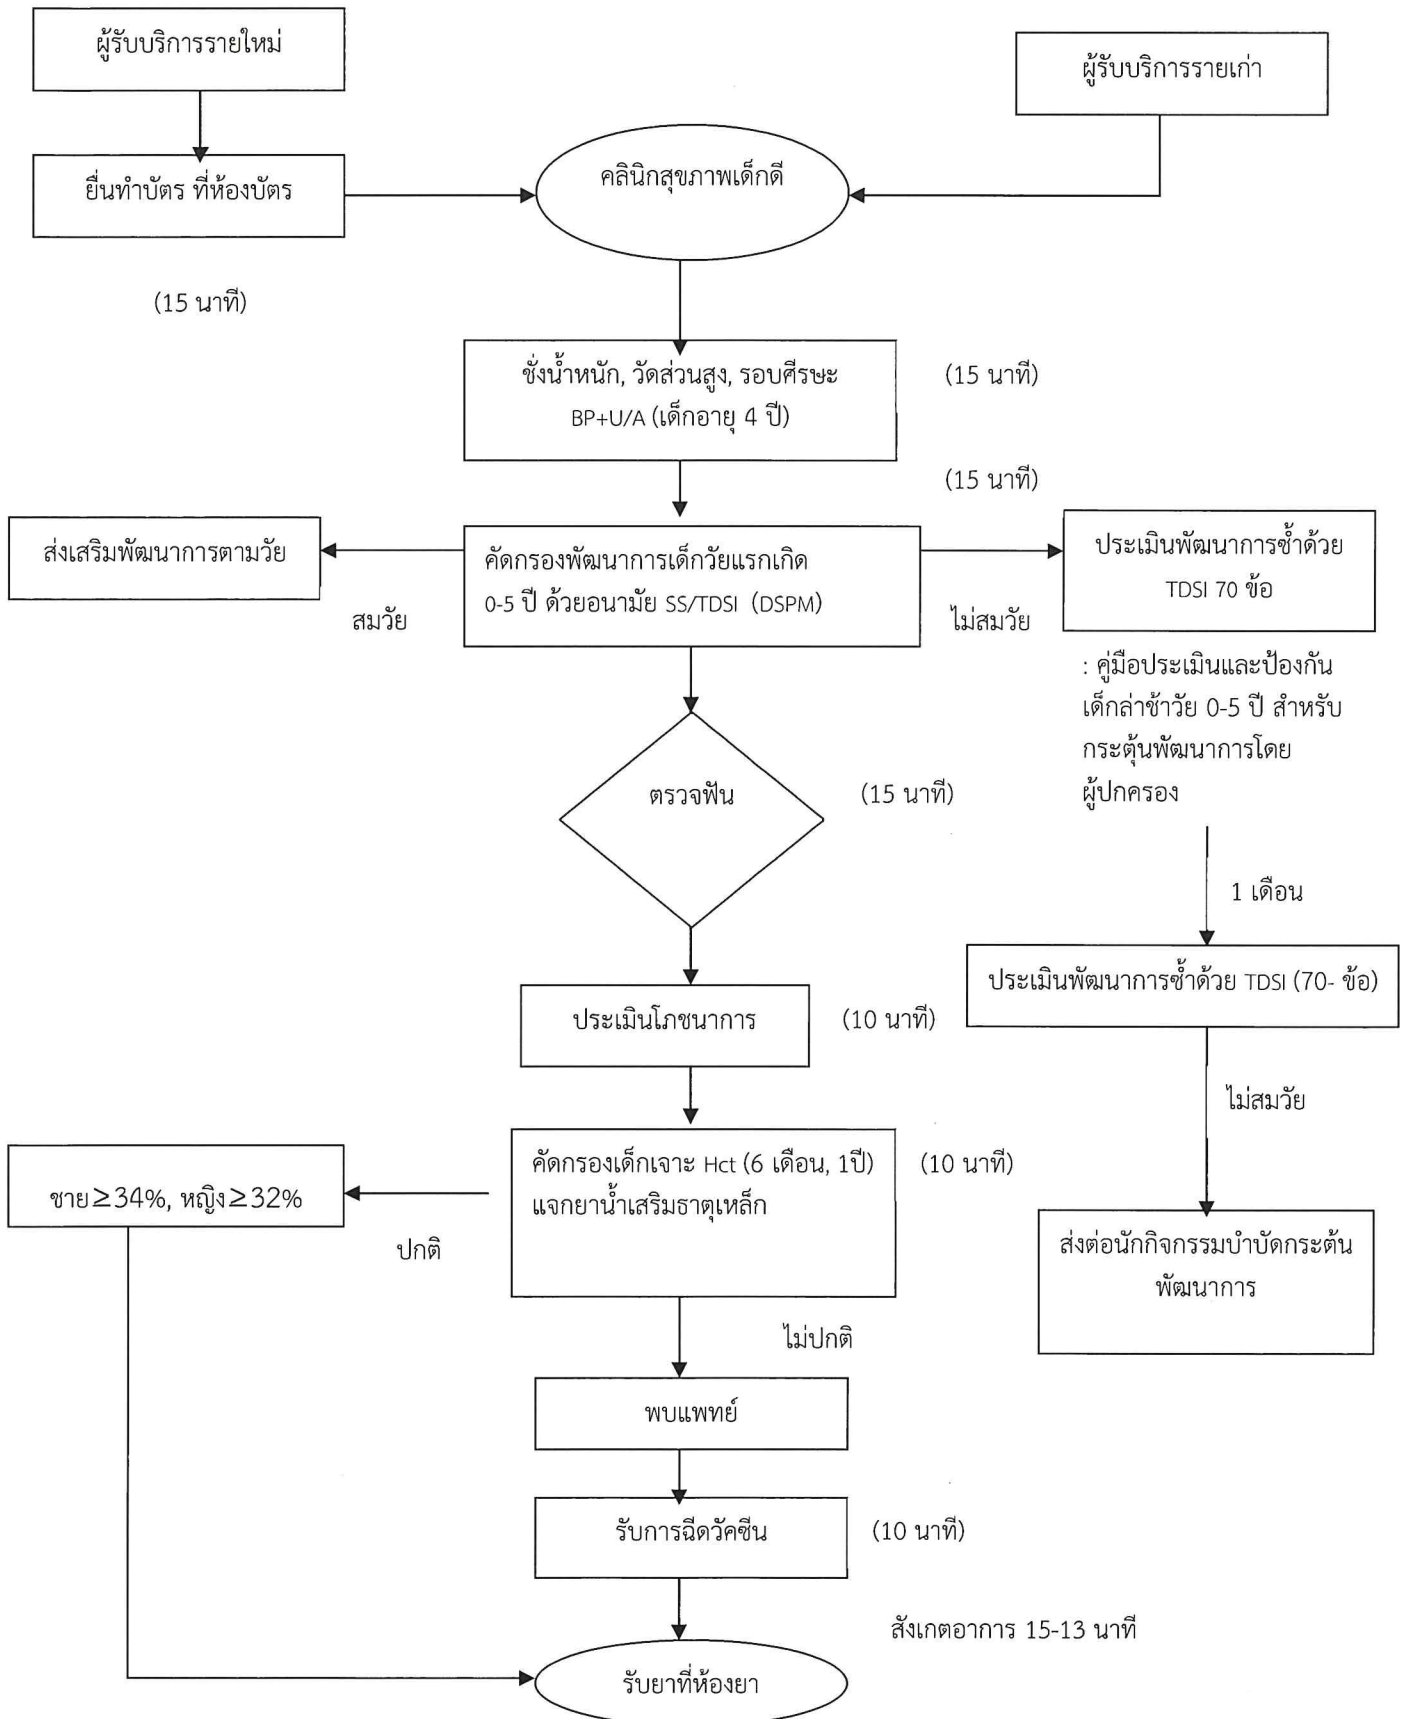 ผู้รับบริการรายใหม่
ผู้รับบริการรายเก่า
ยื่นทำบัตร ที่ห้องบัตร
คลินิกสุขภาพเด็กดี
(15 นาที)
ชั่งน้ำหนัก, วัดส่วนสูง, รอบศีรษะ
BP+U/A (เด็กอายุ 4 ปี)
(15 นาที)
(15 นาที)
ส่งเสริมพัฒนาการตามวัย
สมวัย
คัดกรองพัฒนาการเด็กวัยแรกเกิด
0-5 ปี ด้วยอนามัย SS/TDSI (DSPM)
ไม่สมวัย
ประเมินพัฒนาการซ้ำด้วย
TDSI 70 ข้อ
: คู่มือประเมินและป้องกัน
เด็กล่าช้าวัย 0-5 ปี สำหรับ
กระตุ้นพัฒนาการโดย
ผู้ปกครอง
ตรวจฟัน
(15 นาที)
1 เดือน
ประเมินพัฒนาการซ้ำด้วย TDSI (70- ข้อ)
ประเมินโภชนาการ
(10 นาที)
ไม่สมวัย
คัดกรองเด็กเจาะ Hct (6 เดือน, 1ปี)
แจกยาน้ำเสริมธาตุเหล็ก
(10 นาที)
ชาย≥34%, หญิง≥32%
ปกติ
ส่งต่อนักกิจกรรมบำบัดกระต้น
พัฒนาการ
ไม่ปกติ
พบแพทย์
รับการฉีดวัคซีน
(10 นาที)
สังเกตอาการ 15-13 นาที
รับยาที่ห้องยา